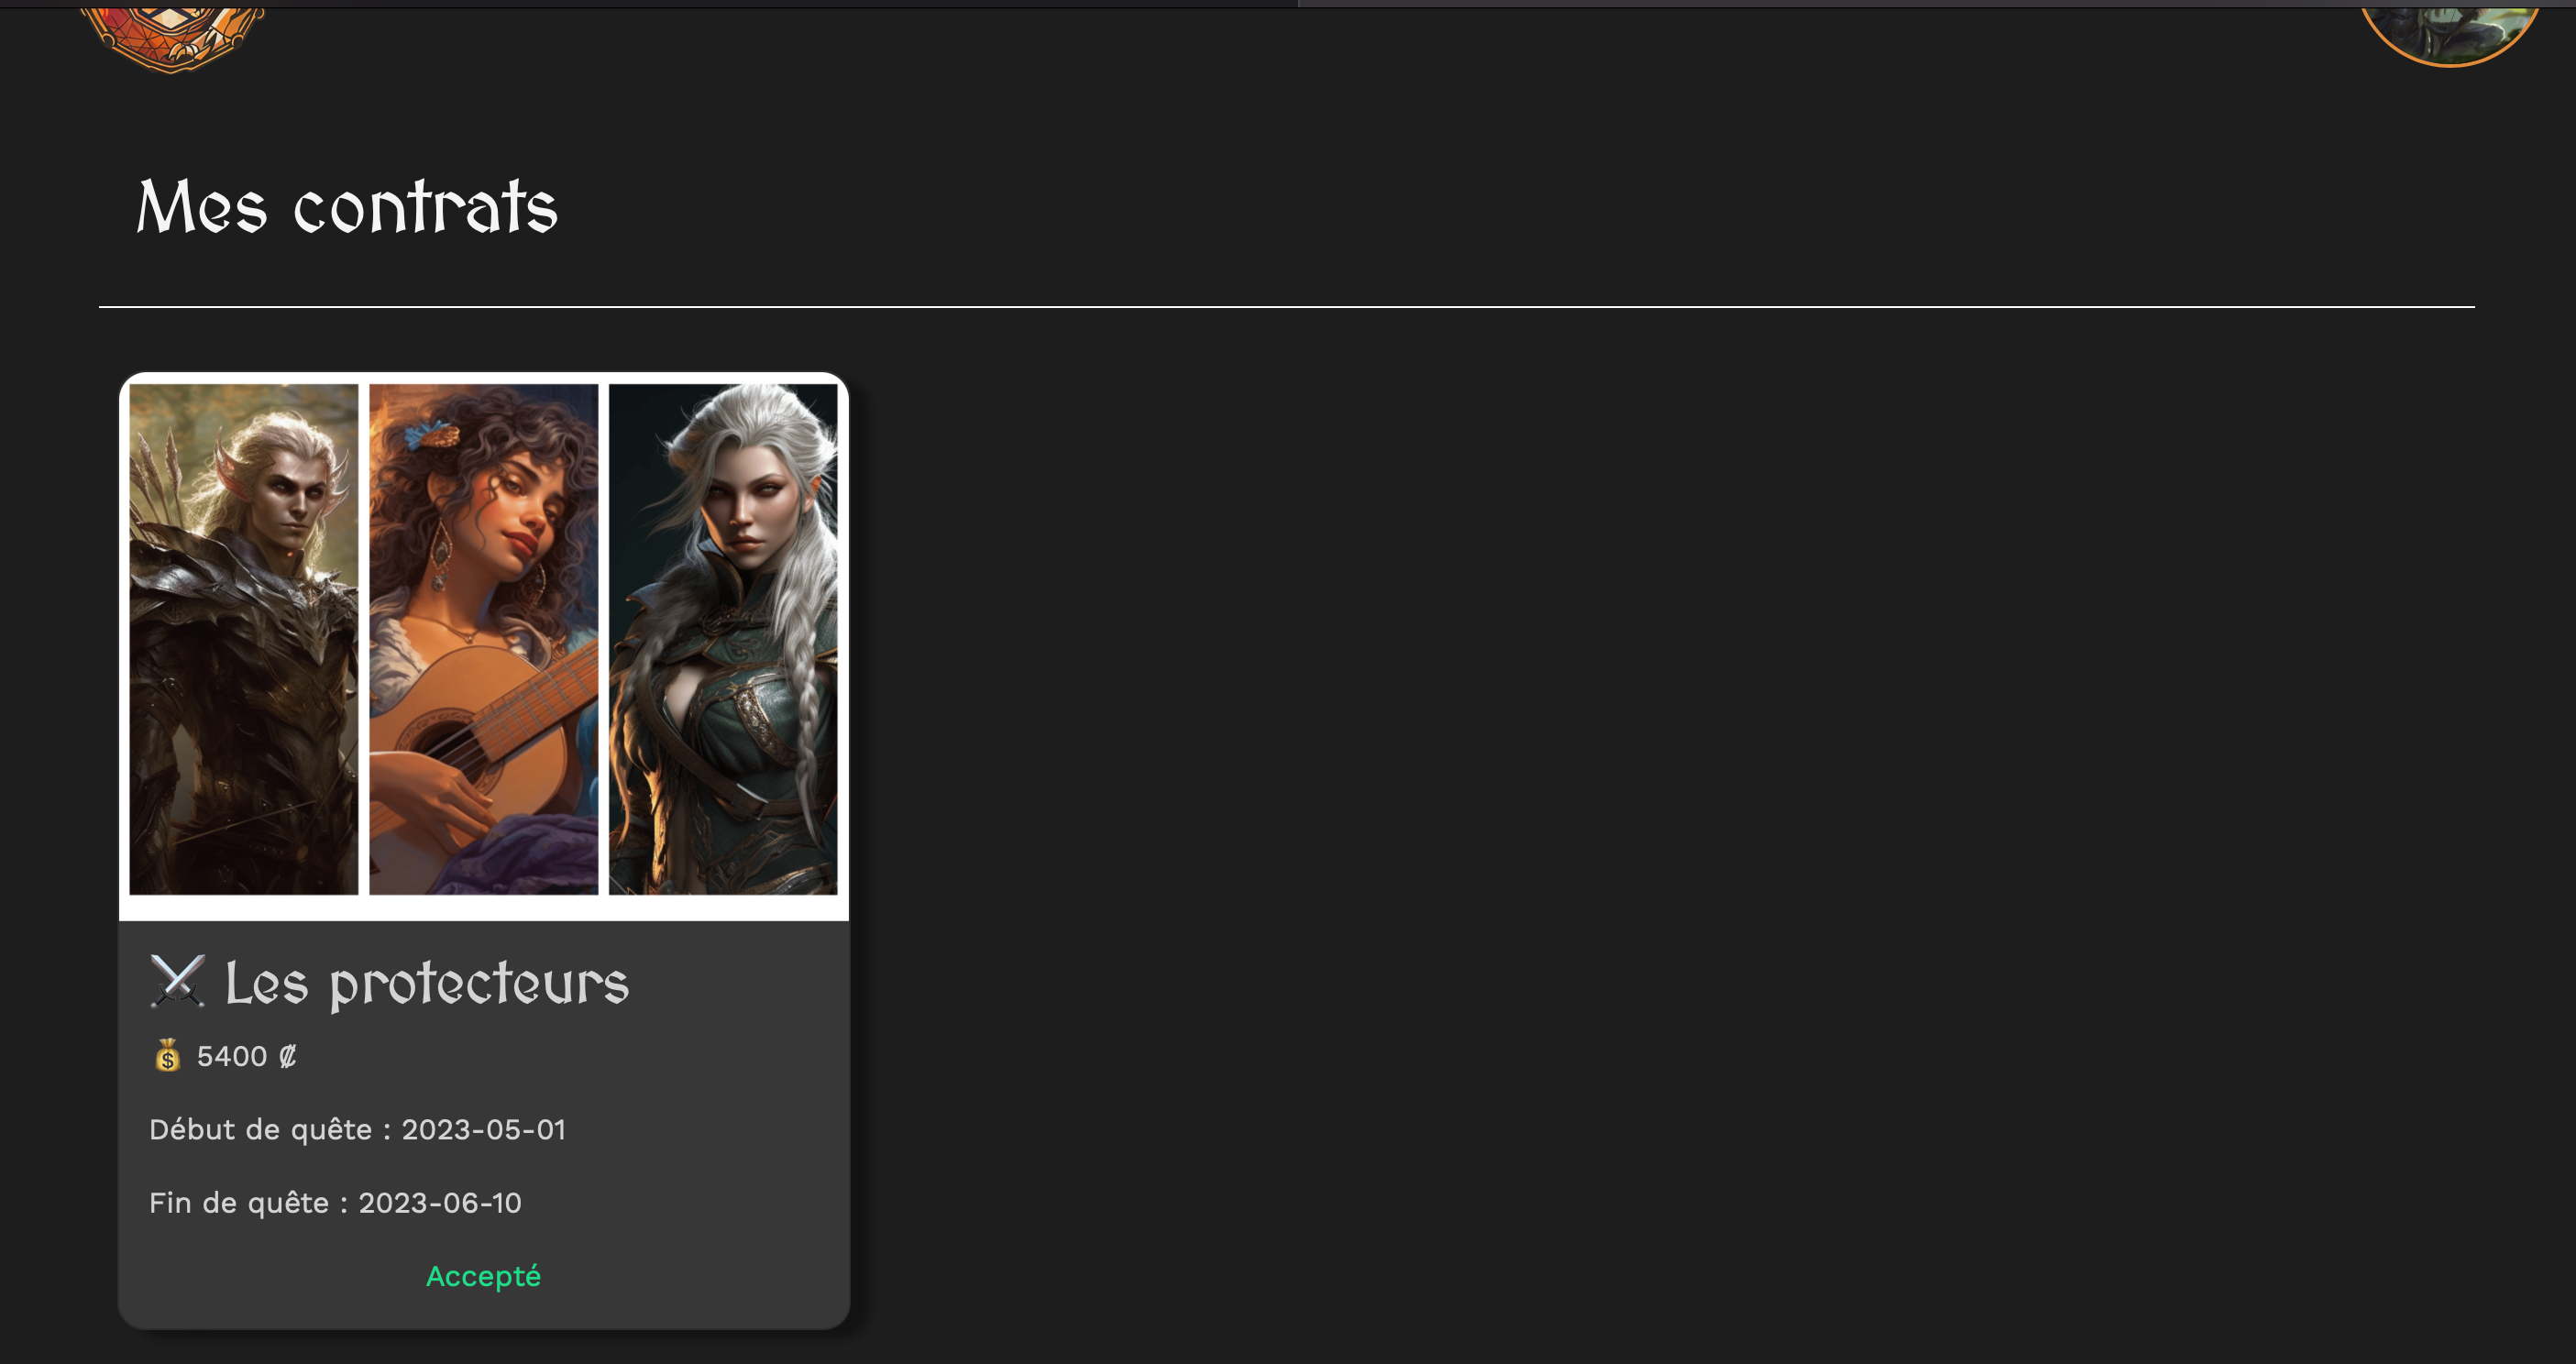 Mes contrats
⚔️ Les protecteurs
💰 5400 ₡
Début de quête : 2023-05-01
Fin de quête : 2023-06-10
Accepté